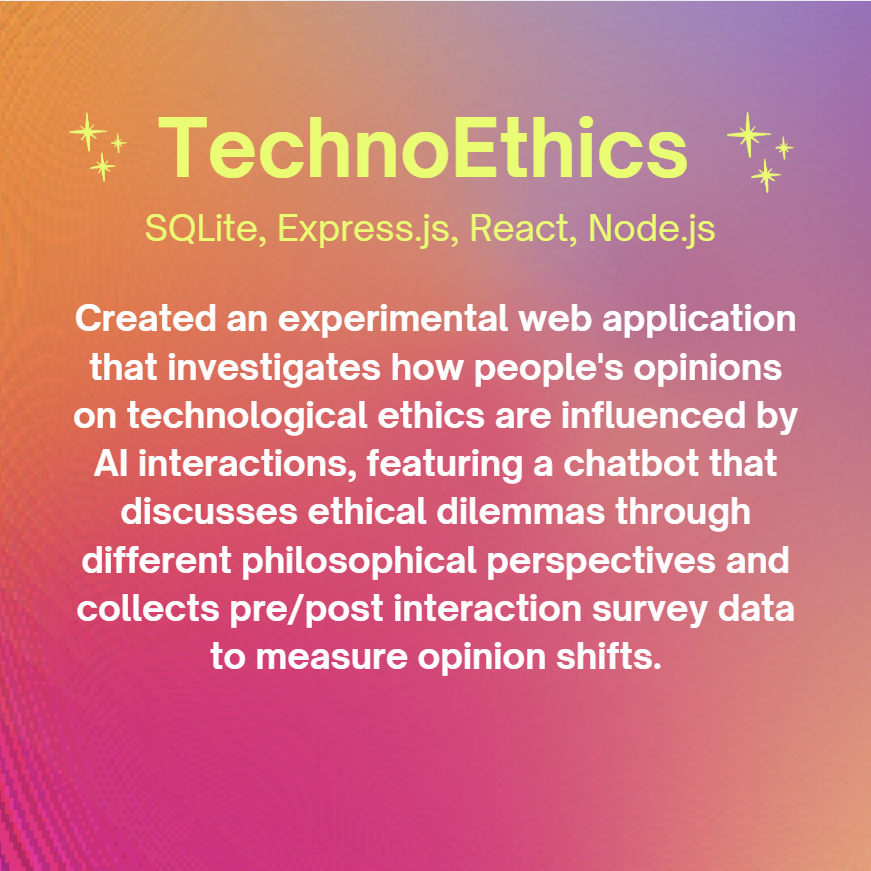 TechnoEthics
SQLite, Express.js, React, Node.js
Created an experimental web application
that investigates how people's opinions
on technological ethics are influenced by
AI interactions, featuring a chatbot that
discusses ethical dilemmas through
different philosophical perspectives and
collects pre/post interaction survey data
to measure opinion shifts.